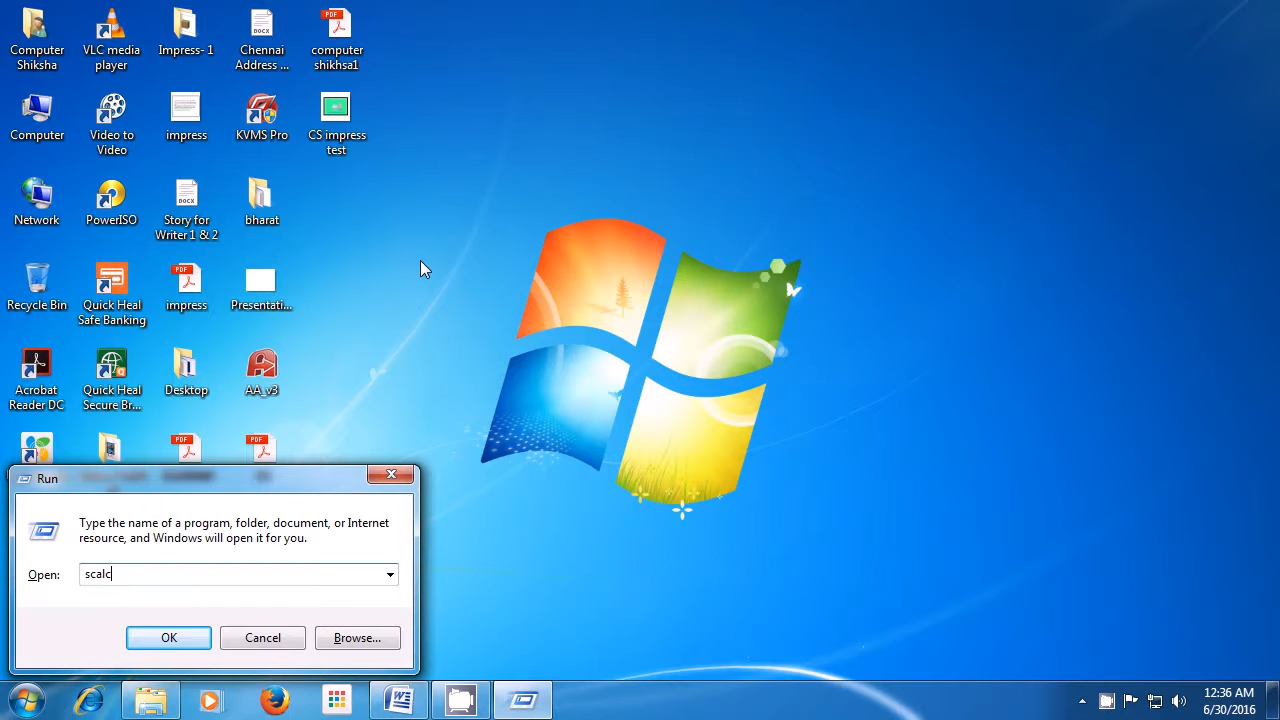 Computer
Shiksha
VLC media
player
Impress- 1
Chennai
Address ...
computer
shikhsa1
Computer
Video to
Video
impress
KVMS Pro
CS impress
test
Network
PowerISO
Story for
Writer 1 & 2
bharat
Recycle Bin
Quick Heal
Safe Banking
impress
Presentati...
Acrobat
Reader DC
Quick Heal
Secure Br...
Desktop
AA_v3
Run
Type the name of a program, folder, document, or Internet
resource, and Windows will open it for you.
Open:
scalc
OK
Cancel
Browse...
12:36 AM
6/30/2016